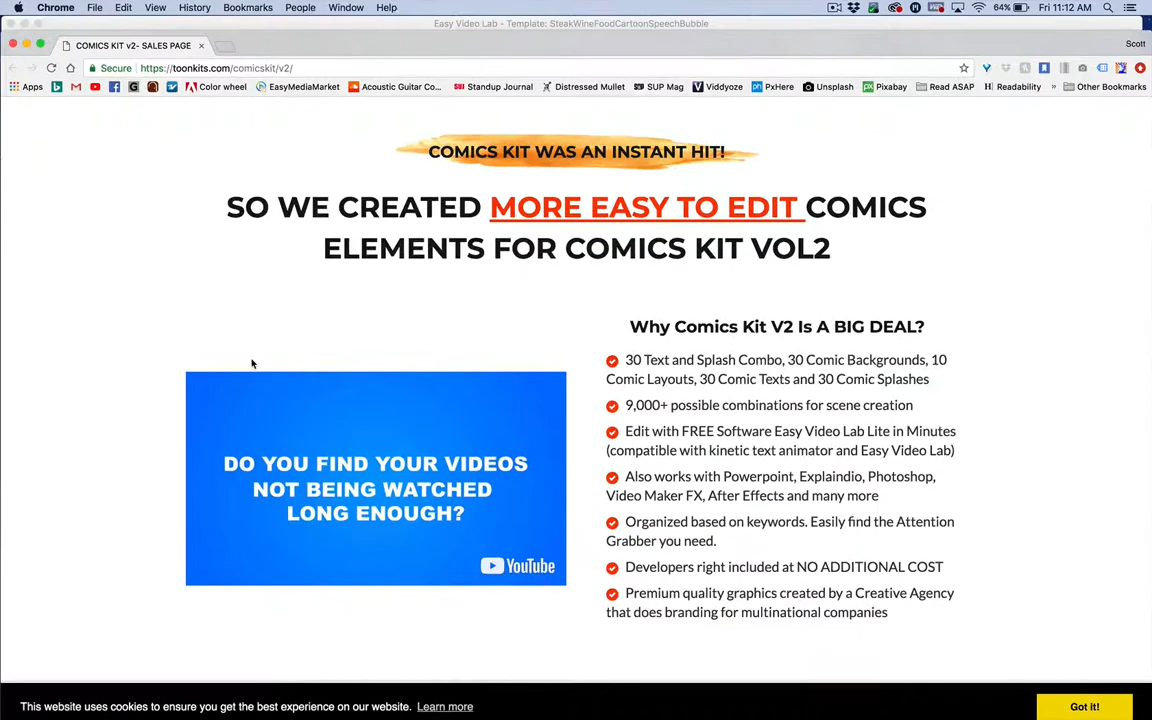 Chrome File Edit View History Bookmarks People Window Help 64% Fri 11:12 AM
Easy Video Lab - Template: SteakWineFoodCartoonSpeechBubble
COMICS KIT v2- SALES PAGE × Scott
Secure https://toonkits.com/comicskit/v2/
Apps Color wheel EasyMediaMarket Acoustic Guitar Co... Standup Journal Distressed Mullet SUP Mag Viddyoze PxHere Unsplash Pixabay Read ASAP Readability » Other Bookmarks
COMICS KIT WAS AN INSTANT HIT!
SO WE CREATED MORE EASY TO EDIT COMICS
ELEMENTS FOR COMICS KIT VOL2
DO YOU FIND YOUR VIDEOS
NOT BEING WATCHED
LONG ENOUGH?
YouTube
Why Comics Kit V2 Is A BIG DEAL?
30 Text and Splash Combo, 30 Comic Backgrounds, 10
Comic Layouts, 30 Comic Texts and 30 Comic Splashes
9,000+ possible combinations for scene creation
Edit with FREE Software Easy Video Lab Lite in Minutes
(compatible with kinetic text animator and Easy Video Lab)
Also works with Powerpoint, Explaindio, Photoshop,
Video Maker FX, After Effects and many more
Organized based on keywords. Easily find the Attention
Grabber you need.
Developers right included at NO ADDITIONAL COST
Premium quality graphics created by a Creative Agency
that does branding for multinational companies
This website uses cookies to ensure you get the best experience on our website. Learn more
Got it!